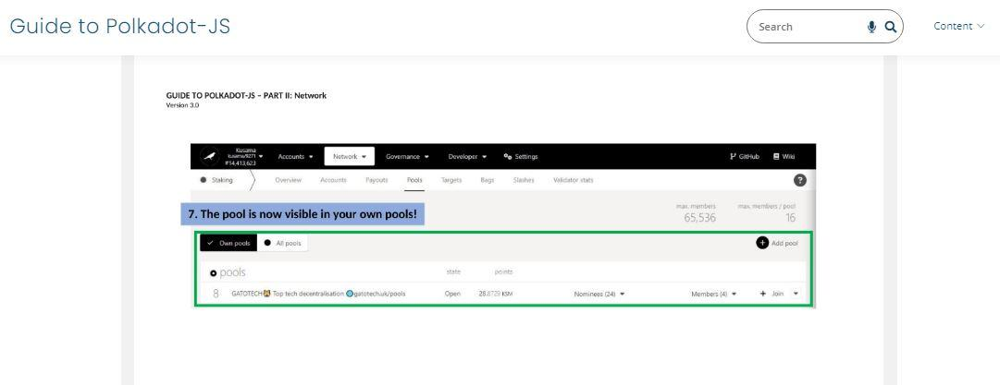 Guide to Polkadot-JS
Search
Content
GUIDE TO POLKADOT-JS – PART II: Network
Version 3.0
Kusama
kusama/9271
#14,413,623
Accounts
Network
Governance
Developer
Settings
GitHub
Wiki
Staking
Overview
Accounts
Payouts
Pools
Targets
Bags
Slashes
Validator stats
?
7. The pool is now visible in your own pools!
max. members
65,536
max. members / pool
16
Own pools
All pools
Add pool
pools
state
points
8 GATOTECH Top tech decentralisation gatotech.uk/pools Open 28.8729 KSM Nominees (24) Members (4) + Join